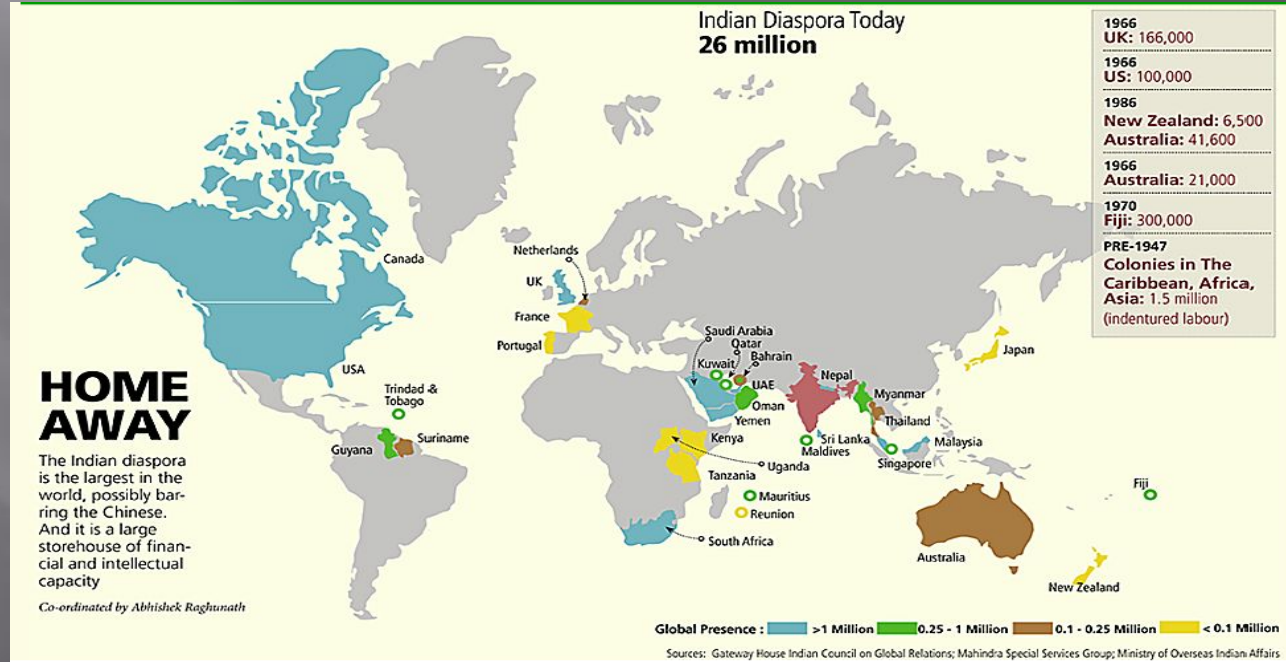 Indian Diaspora Today
26 million
1966
UK: 166,000
1966
US: 100,000
1986
New Zealand: 6,500
Australia: 41,600
1966
Australia: 21,000
1970
Fiji: 300,000
PRE-1947
Colonies in The
Caribbean, Africa,
Asia: 1.5 million
(indentured labour)
Canada
Netherlands
UK
France
Portugal
Saudi Arabia
Qatar
Bahrain
Kuwait
UAE
Oman
Yemen
Nepal
Myanmar
Thailand
Japan
USA
Trindad &
Tobago
Guyana
Suriname
Kenya
Uganda
Tanzania
Sri Lanka
Maldives
Malaysia
Singapore
Mauritius
Reunion
South Africa
Fiji
Australia
New Zealand
HOME
AWAY
The Indian diaspora
is the largest in the
world, possibly bar-
ring the Chinese.
And it is a large
storehouse of finan-
cial and intellectual
capacity
Co-ordinated by Abhishek Raghunath
Global Presence : >1 Million 0.25 - 1 Million 0.1 - 0.25 Million < 0.1 Million
Sources: Gateway House Indian Council on Global Relations; Mahindra Special Services Group; Ministry of Overseas Indian Affairs